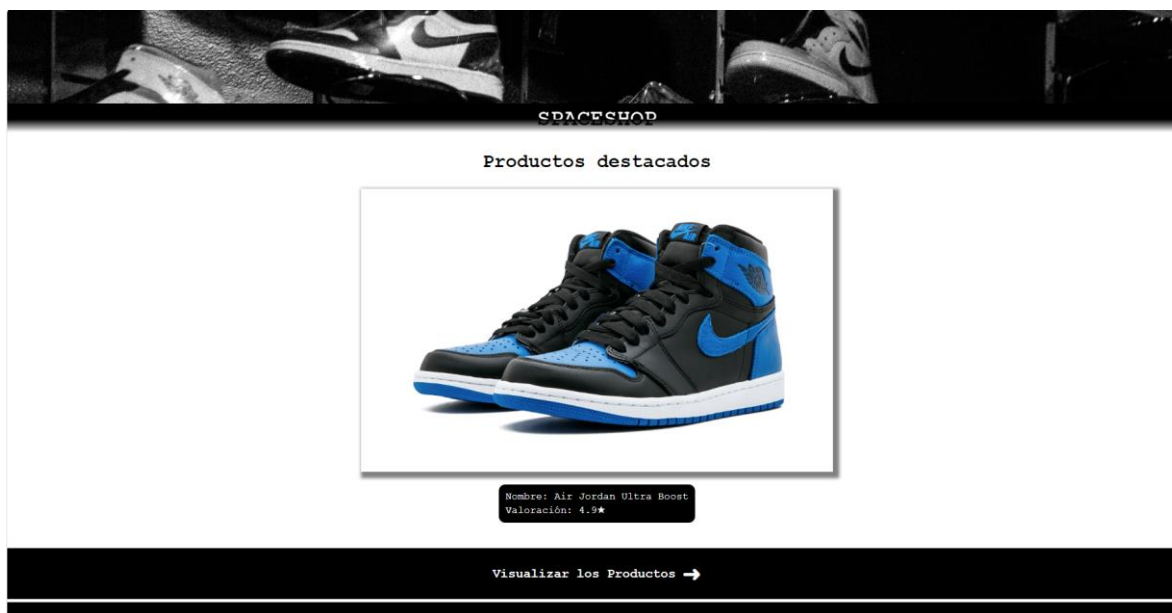 SPACESHOP
Productos destacados
Nombre: Air Jordan Ultra Boost
Valoración: 4.9★
Visualizar los Productos ➜